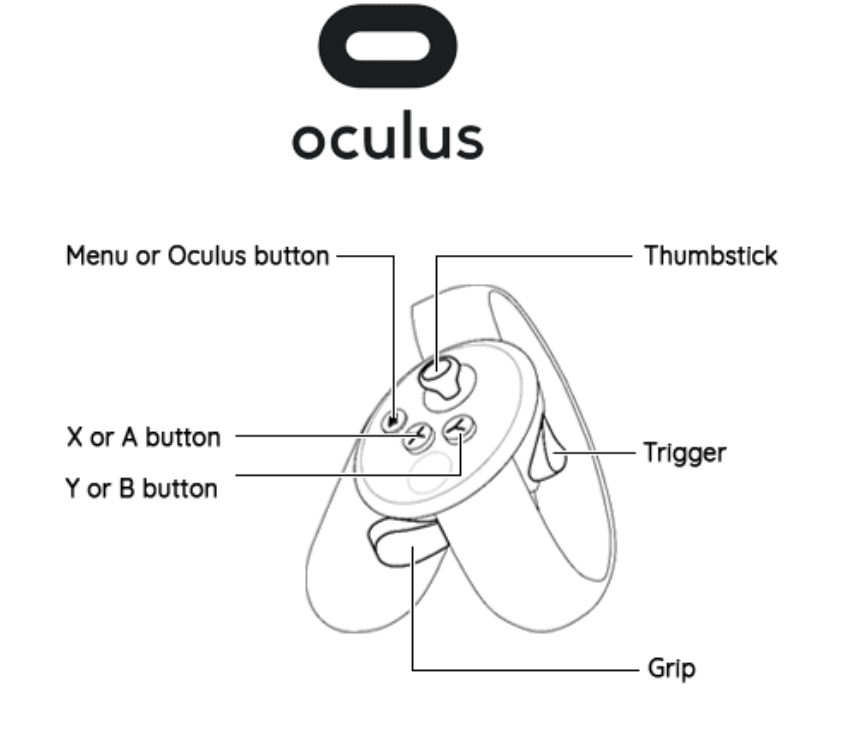 oculus
Menu or Oculus button
Thumbstick
X or A button
Trigger
Y or B button
Grip